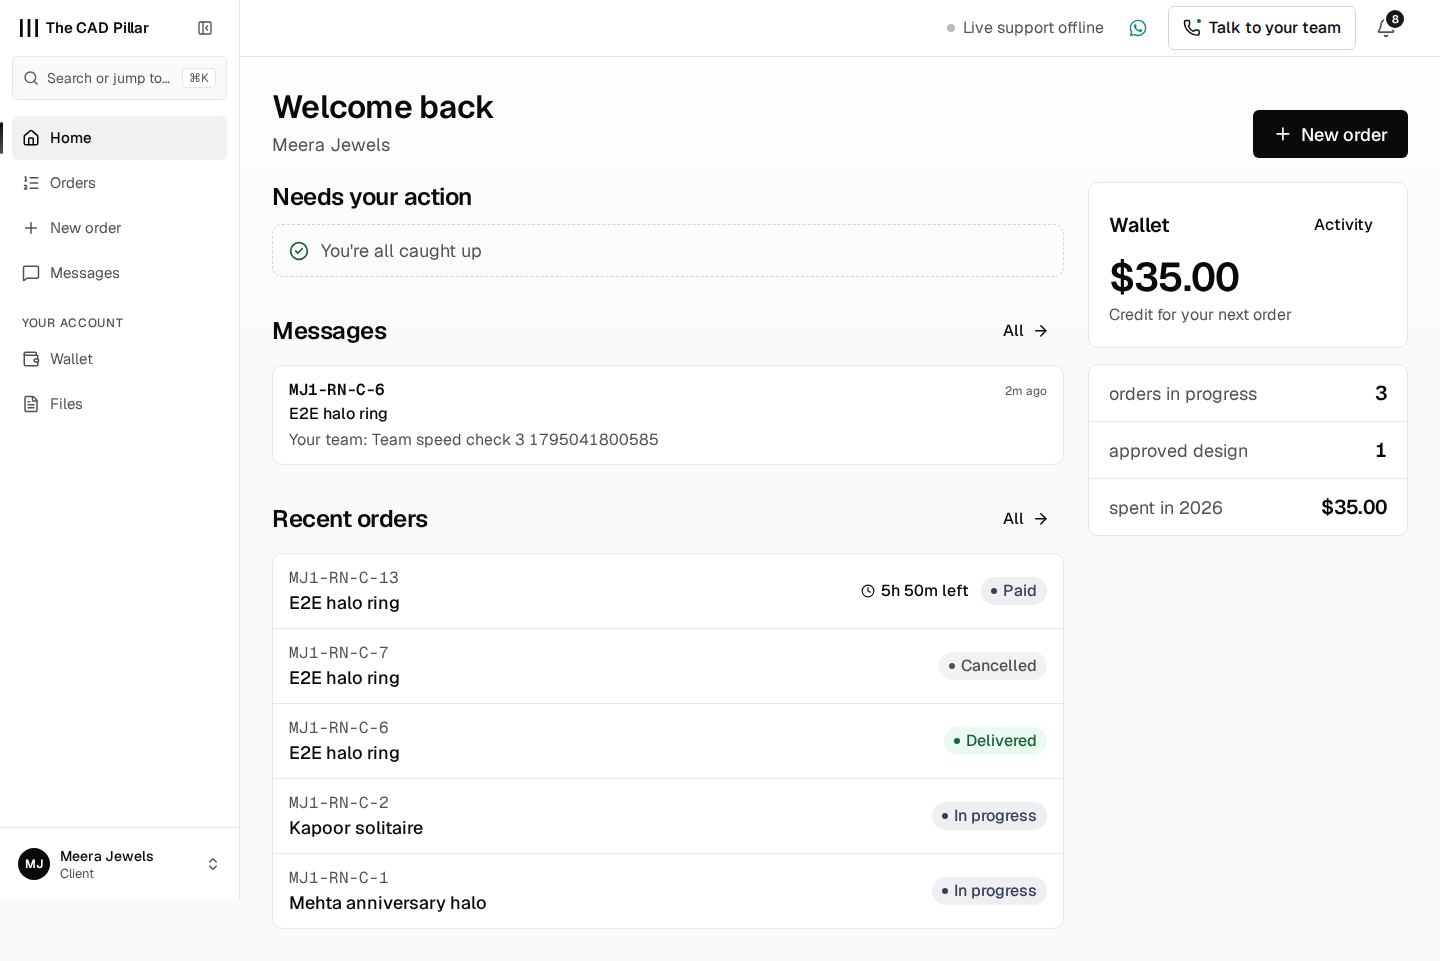 The CAD Pillar
Search or jump to...
⌘K
Home
Orders
New order
Messages
YOUR ACCOUNT
Wallet
Files
MJ
Meera Jewels
Client
Live support offline
Talk to your team
8
Welcome back
Meera Jewels
New order
Needs your action
You're all caught up
Messages
All
MJ1-RN-C-6
2m ago
E2E halo ring
Your team: Team speed check 3 1795041800585
Recent orders
All
MJ1-RN-C-13
E2E halo ring
5h 50m left
Paid
MJ1-RN-C-7
E2E halo ring
Cancelled
MJ1-RN-C-6
E2E halo ring
Delivered
MJ1-RN-C-2
Kapoor solitaire
In progress
MJ1-RN-C-1
Mehta anniversary halo
In progress
Wallet
Activity
$35.00
Credit for your next order
orders in progress 3
approved design 1
spent in 2026 $35.00